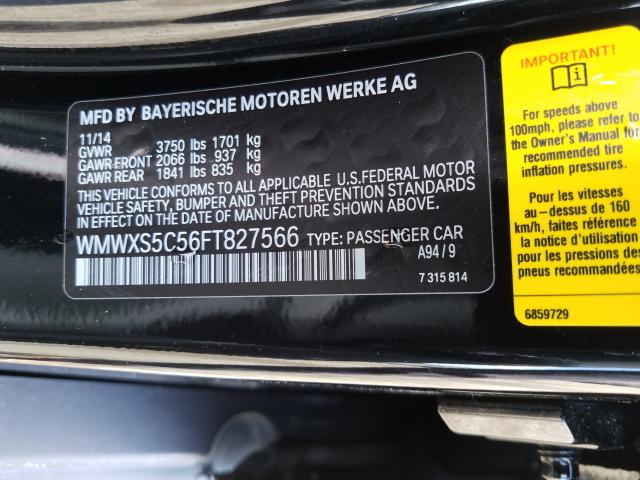 MFD BY BAYERISCHE MOTOREN WERKE AG
11/14
GVWR 3750 lbs 1701 kg
GAWR FRONT 2066 lbs 937 kg
GAWR REAR 1841 lbs 835 kg
THIS VEHICLE CONFORMS TO ALL APPLICABLE U.S.FEDERAL MOTOR
VEHICLE SAFETY, BUMPER, AND THEFT PREVENTION STANDARDS
IN EFFECT ON THE DATE OF MANUFACTURE SHOWN ABOVE.
WMWXS5C56FT827566 TYPE: PASSENGER CAR
A94 / 9
7 315 814
IMPORTANT!
For speeds above
100mph, please refer to
the Owner's Manual for
recommended tire
inflation pressures.
Pour les vitesses
au-dessus de 160
km/h, faites référence
la notice d'utilisation
pour les pressions des
pneus recommandées.
6859729